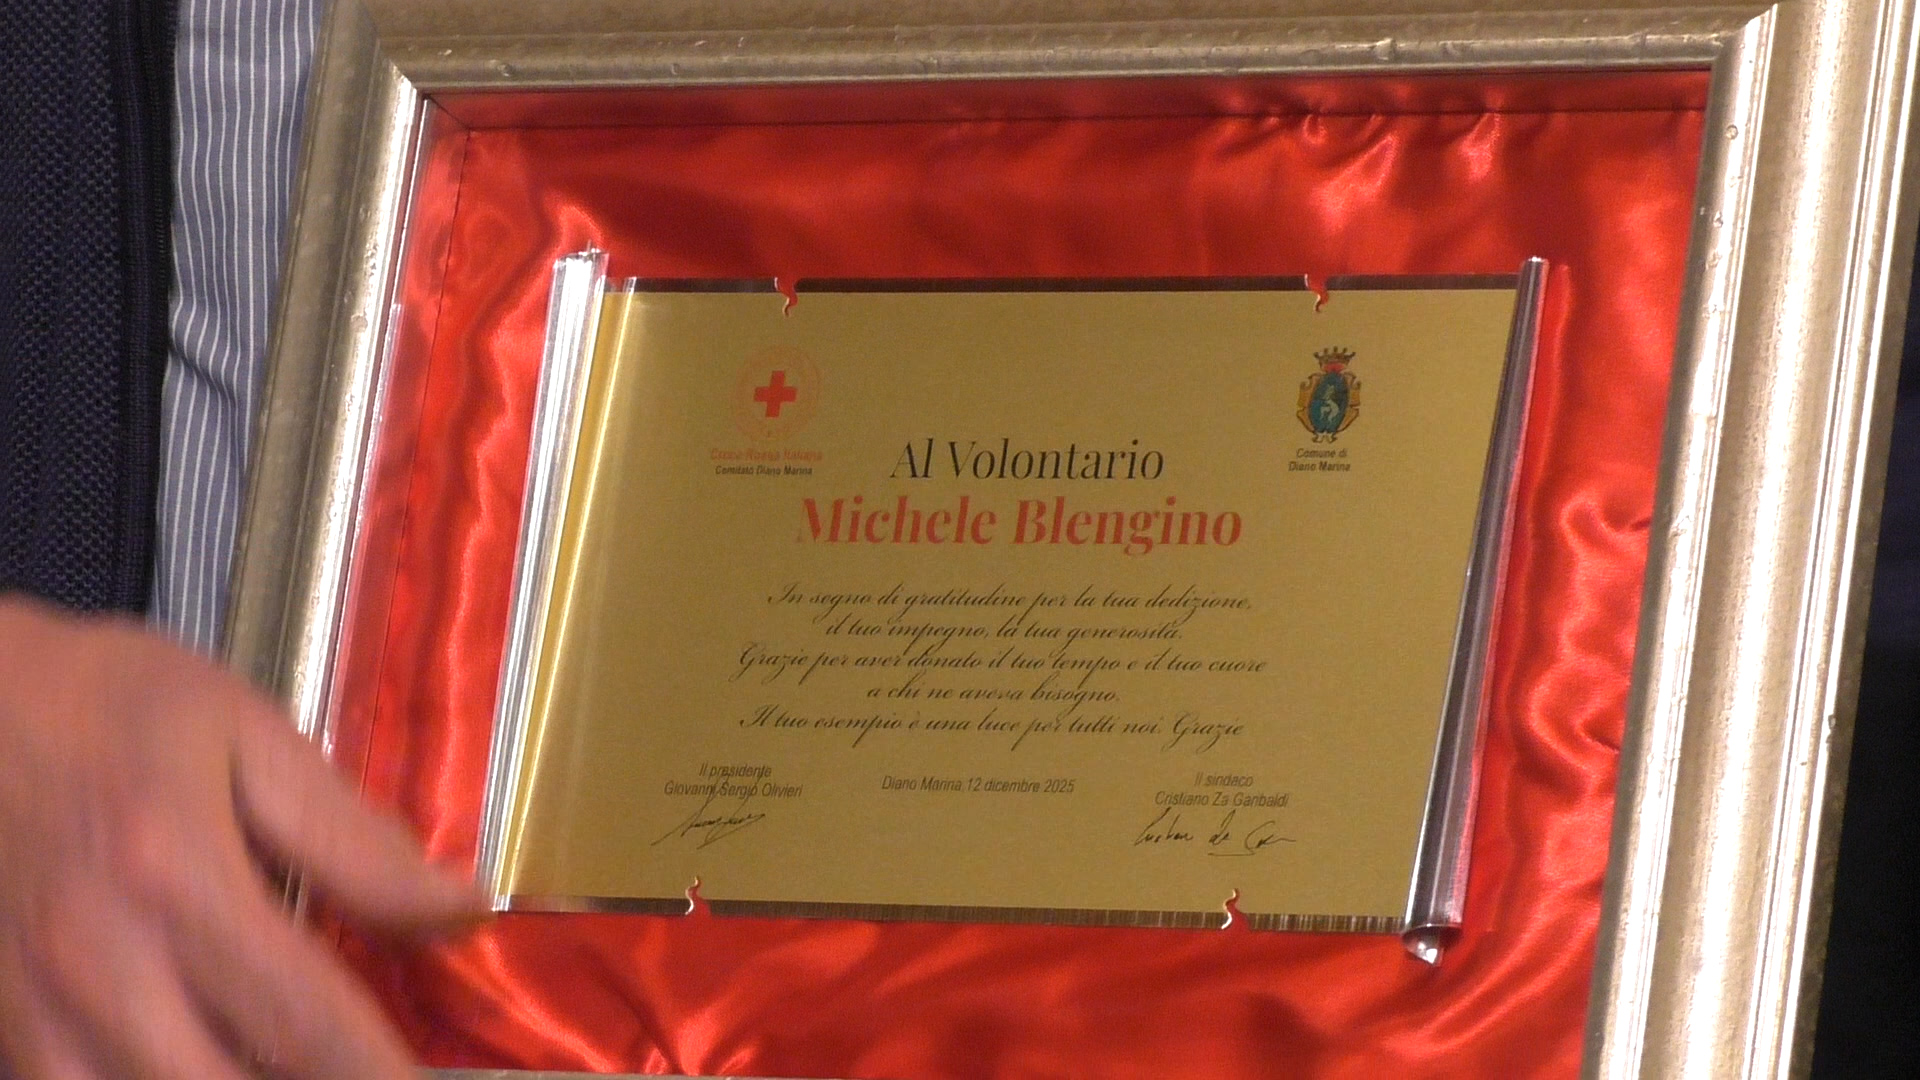 Croce Rossa Italiana
Comitato Diano Marina
Comune di
Diano Marina
Al Volontario
Michele Blengino
In segno di gratitudine per la tua dedizione,
il tuo impegno, la tua generosità.
Grazie per aver donato il tuo tempo e il tuo cuore
a chi ne aveva bisogno.
Il tuo esempio è una luce per tutti noi. Grazie
Il presidente
Giovanni Sergio Olivieri
Diano Marina, 12 dicembre 2025
Il sindaco
Cristiano Za Garibaldi